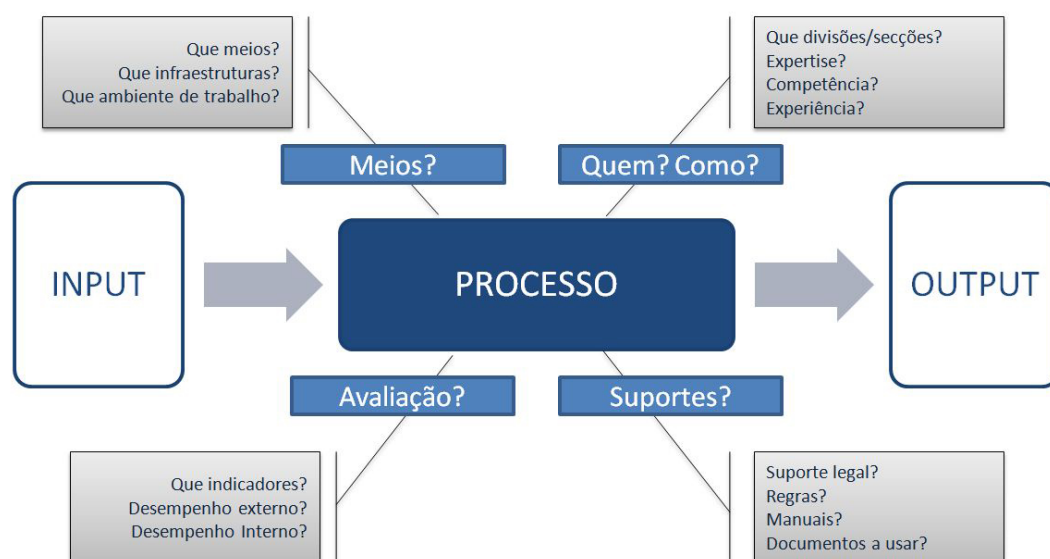 Que meios?
Que infraestruturas?
Que ambiente de trabalho?
Que divisões/secções?
Expertise?
Competência?
Experiência?
Meios?
Quem? Como?
INPUT
PROCESSO
OUTPUT
Avaliação?
Suportes?
Que indicadores?
Desempenho externo?
Desempenho Interno?
Suporte legal?
Regras?
Manuais?
Documentos a usar?